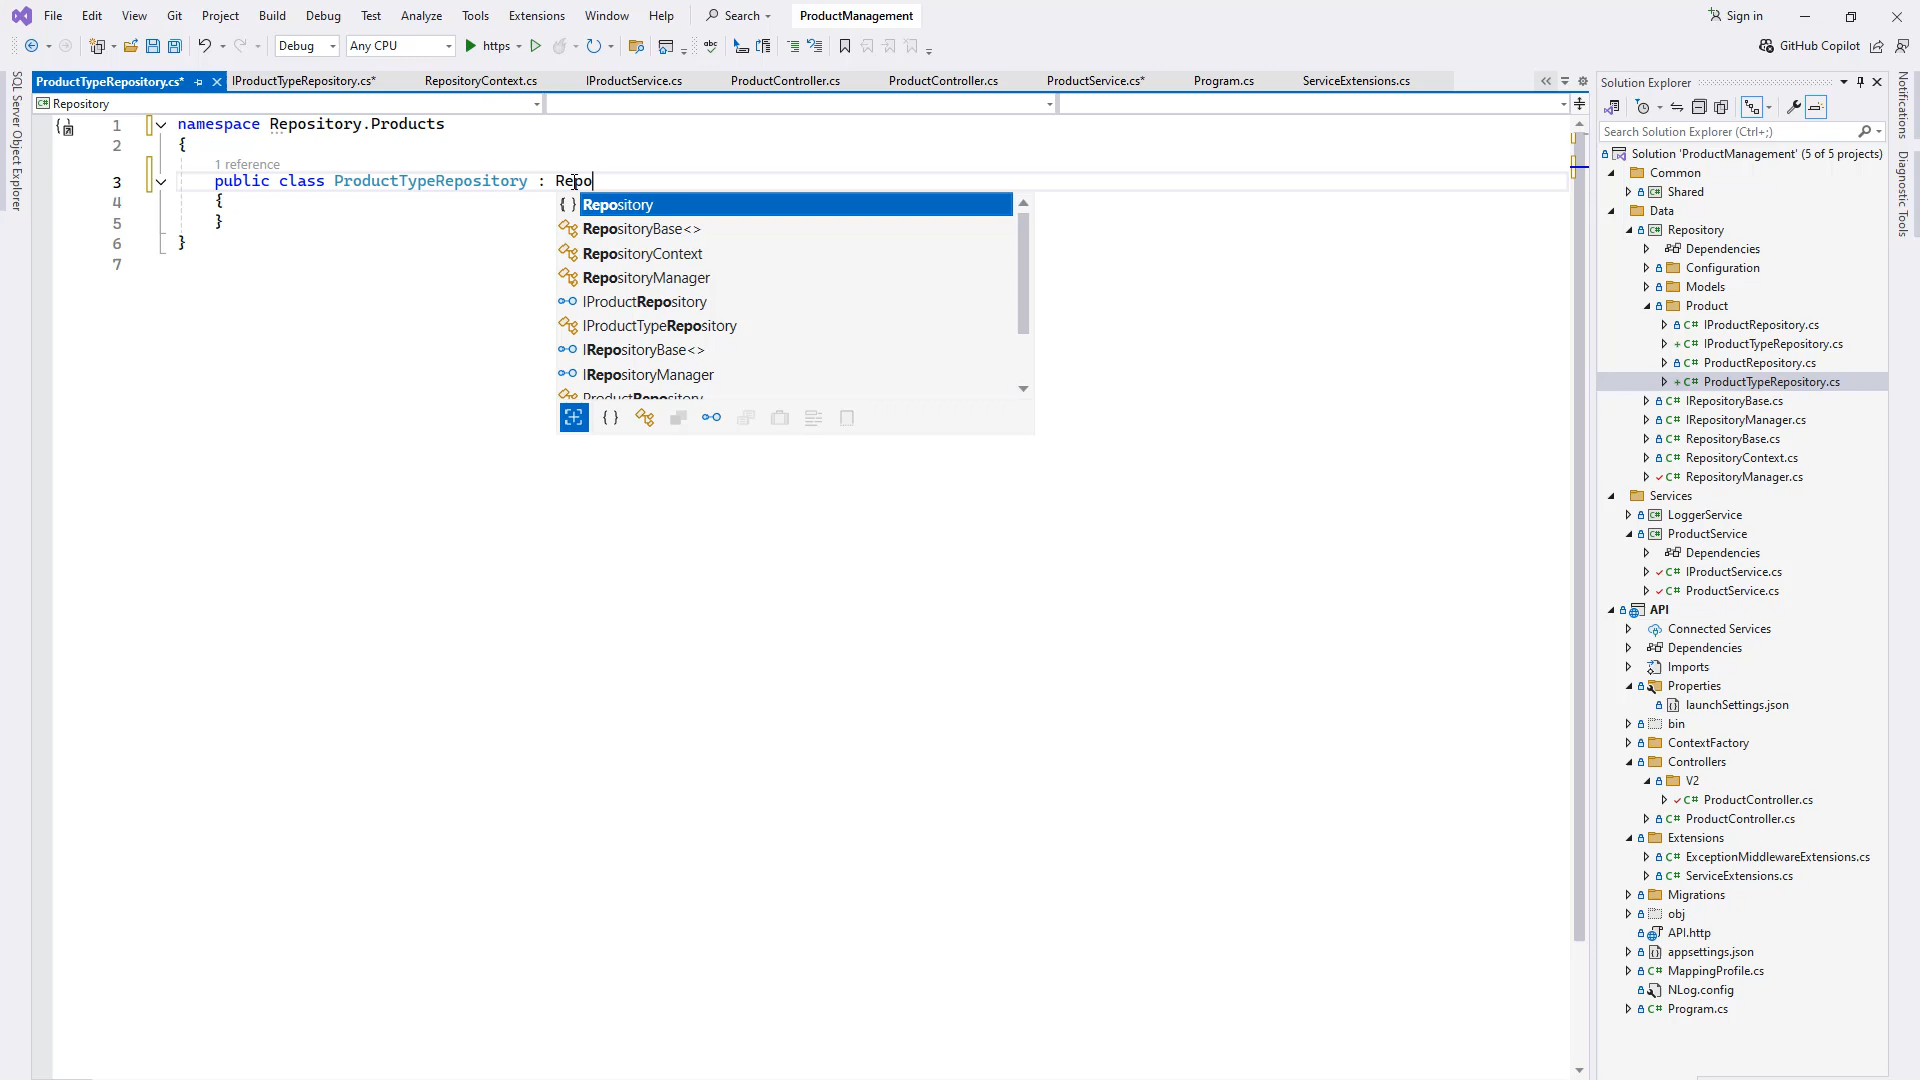 File Edit View Git Project Build Debug Test Analyze Tools Extensions Window Help Search ProductManagement Sign in
Debug Any CPU https abc GitHub Copilot
ProductTypeRepository.cs* IProductTypeRepository.cs* RepositoryContext.cs IProductService.cs ProductController.cs ProductController.cs ProductService.cs* Program.cs ServiceExtensions.cs
Repository
SQL Server Object Explorer
1 namespace Repository.Products
2 {
1 reference
3 public class ProductTypeRepository : Repo
4 {
5 }
6 }
7
{ } Repository
RepositoryBase<>
RepositoryContext
RepositoryManager
IProductRepository
IProductTypeRepository
IRepositoryBase<>
IRepositoryManager
ProductRepository
{ }
Solution Explorer
Search Solution Explorer (Ctrl+;)
Solution 'ProductManagement' (5 of 5 projects)
Common
C# Shared
Data
C# Repository
Dependencies
Configuration
Models
Product
C# IProductRepository.cs
+ C# IProductTypeRepository.cs
C# ProductRepository.cs
+ C# ProductTypeRepository.cs
C# IRepositoryBase.cs
C# IRepositoryManager.cs
C# RepositoryBase.cs
C# RepositoryContext.cs
C# RepositoryManager.cs
Services
C# LoggerService
C# ProductService
Dependencies
C# IProductService.cs
C# ProductService.cs
API
Connected Services
Dependencies
Imports
Properties
launchSettings.json
bin
ContextFactory
Controllers
V2
C# ProductController.cs
C# ProductController.cs
Extensions
C# ExceptionMiddlewareExtensions.cs
C# ServiceExtensions.cs
Migrations
obj
API.http
appsettings.json
C# MappingProfile.cs
NLog.config
C# Program.cs
Notifications
Diagnostic Tools